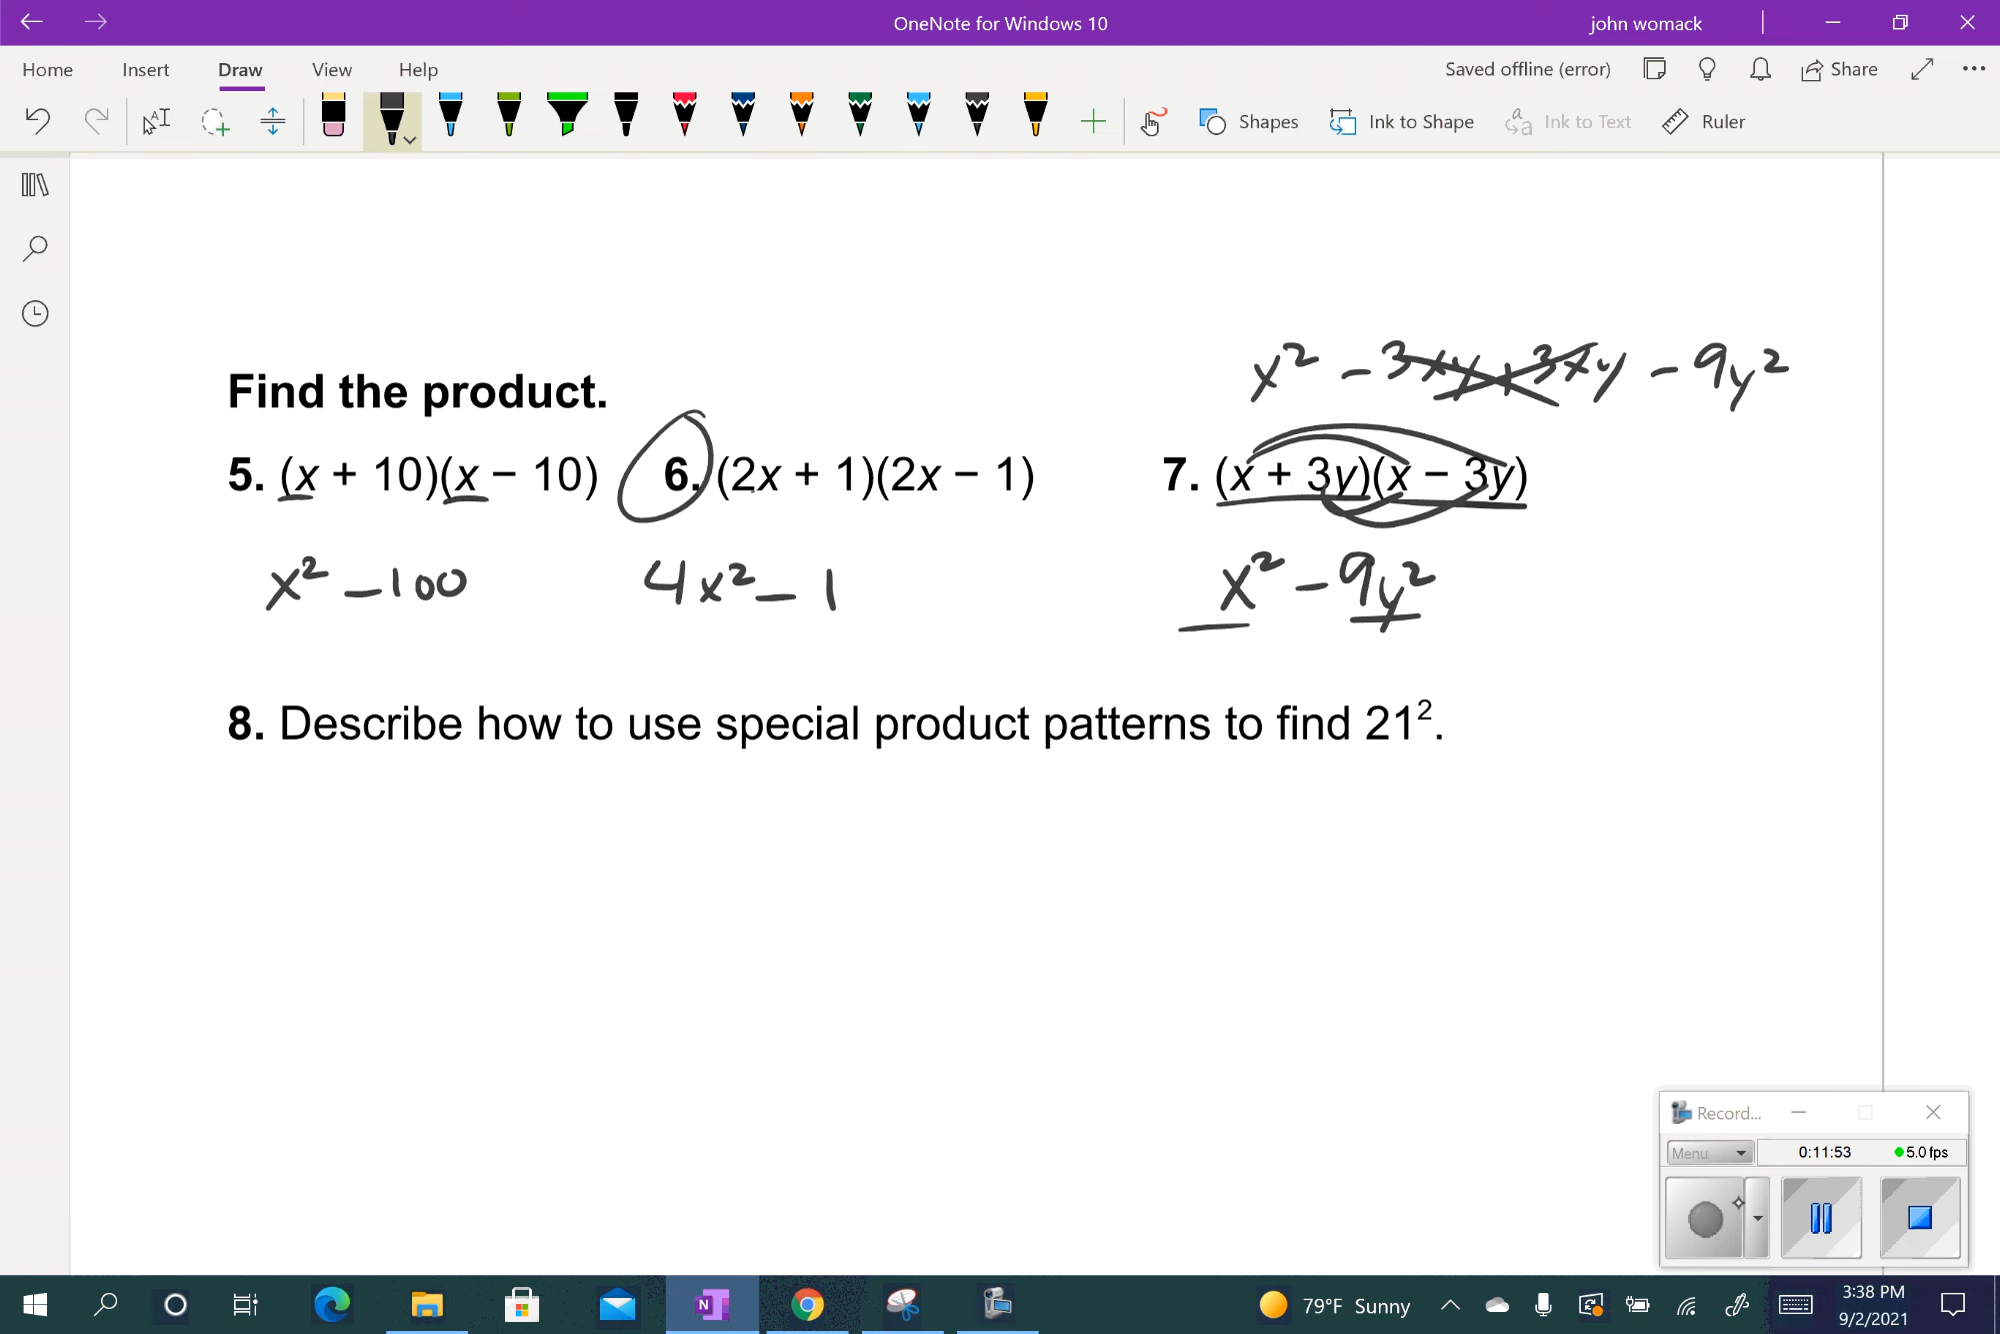 OneNote for Windows 10
john womack
Home Insert Draw View Help
Saved offline (error)
Share
Shapes
Ink to Shape
Ink to Text
Ruler
x² - 3xy + 3xy - 9y²
Find the product.
5. (x + 10)(x − 10)
6. (2x + 1)(2x − 1)
7. (x + 3y)(x − 3y)
x² - 100
4x² - 1
x² - 9y²
8. Describe how to use special product patterns to find 21².
Record...
Menu
0:11:53
5.0 fps
79°F Sunny
3:38 PM
9/2/2021